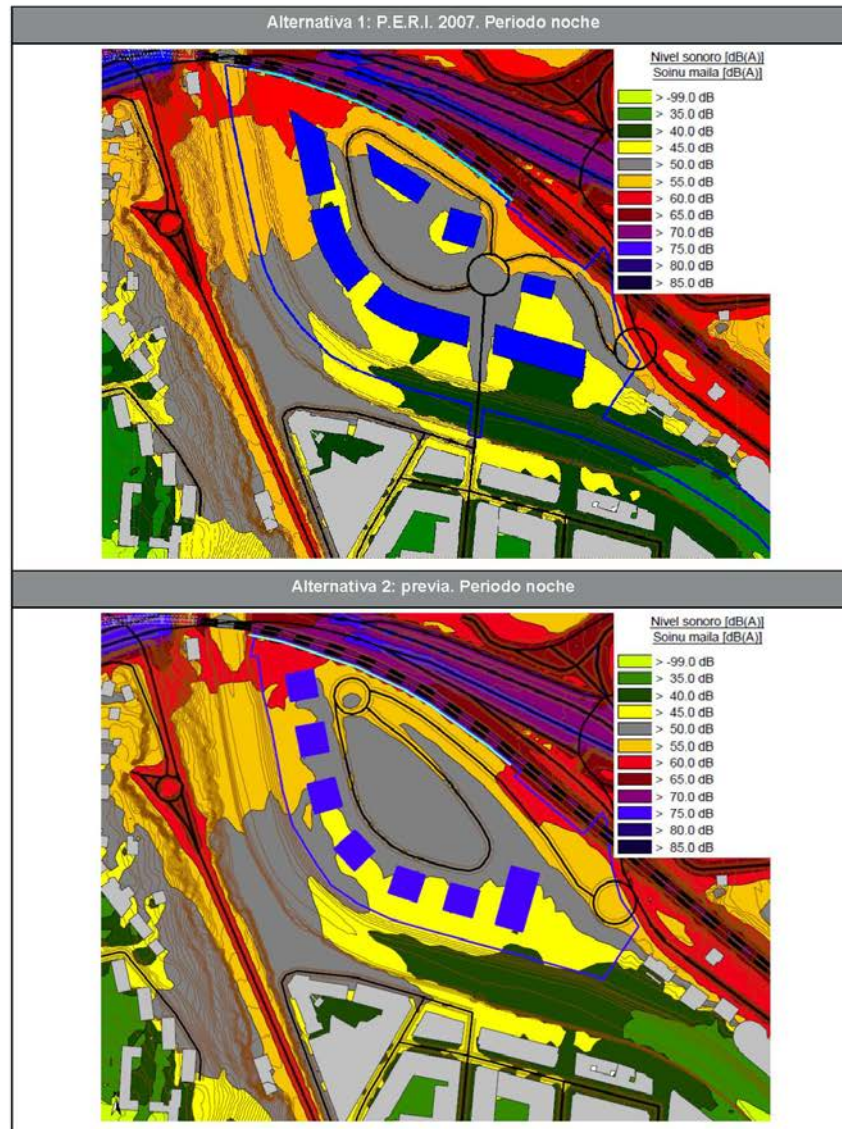 Alternativa 1: P.E.R.I. 2007. Periodo noche
Nivel sonoro [dB(A)]
Soinu maila [dB(A)]
> -99.0 dB
> 35.0 dB
> 40.0 dB
> 45.0 dB
> 50.0 dB
> 55.0 dB
> 60.0 dB
> 65.0 dB
> 70.0 dB
> 75.0 dB
> 80.0 dB
> 85.0 dB
Alternativa 2: previa. Periodo noche
Nivel sonoro [dB(A)]
Soinu maila [dB(A)]
> -99.0 dB
> 35.0 dB
> 40.0 dB
> 45.0 dB
> 50.0 dB
> 55.0 dB
> 60.0 dB
> 65.0 dB
> 70.0 dB
> 75.0 dB
> 80.0 dB
> 85.0 dB